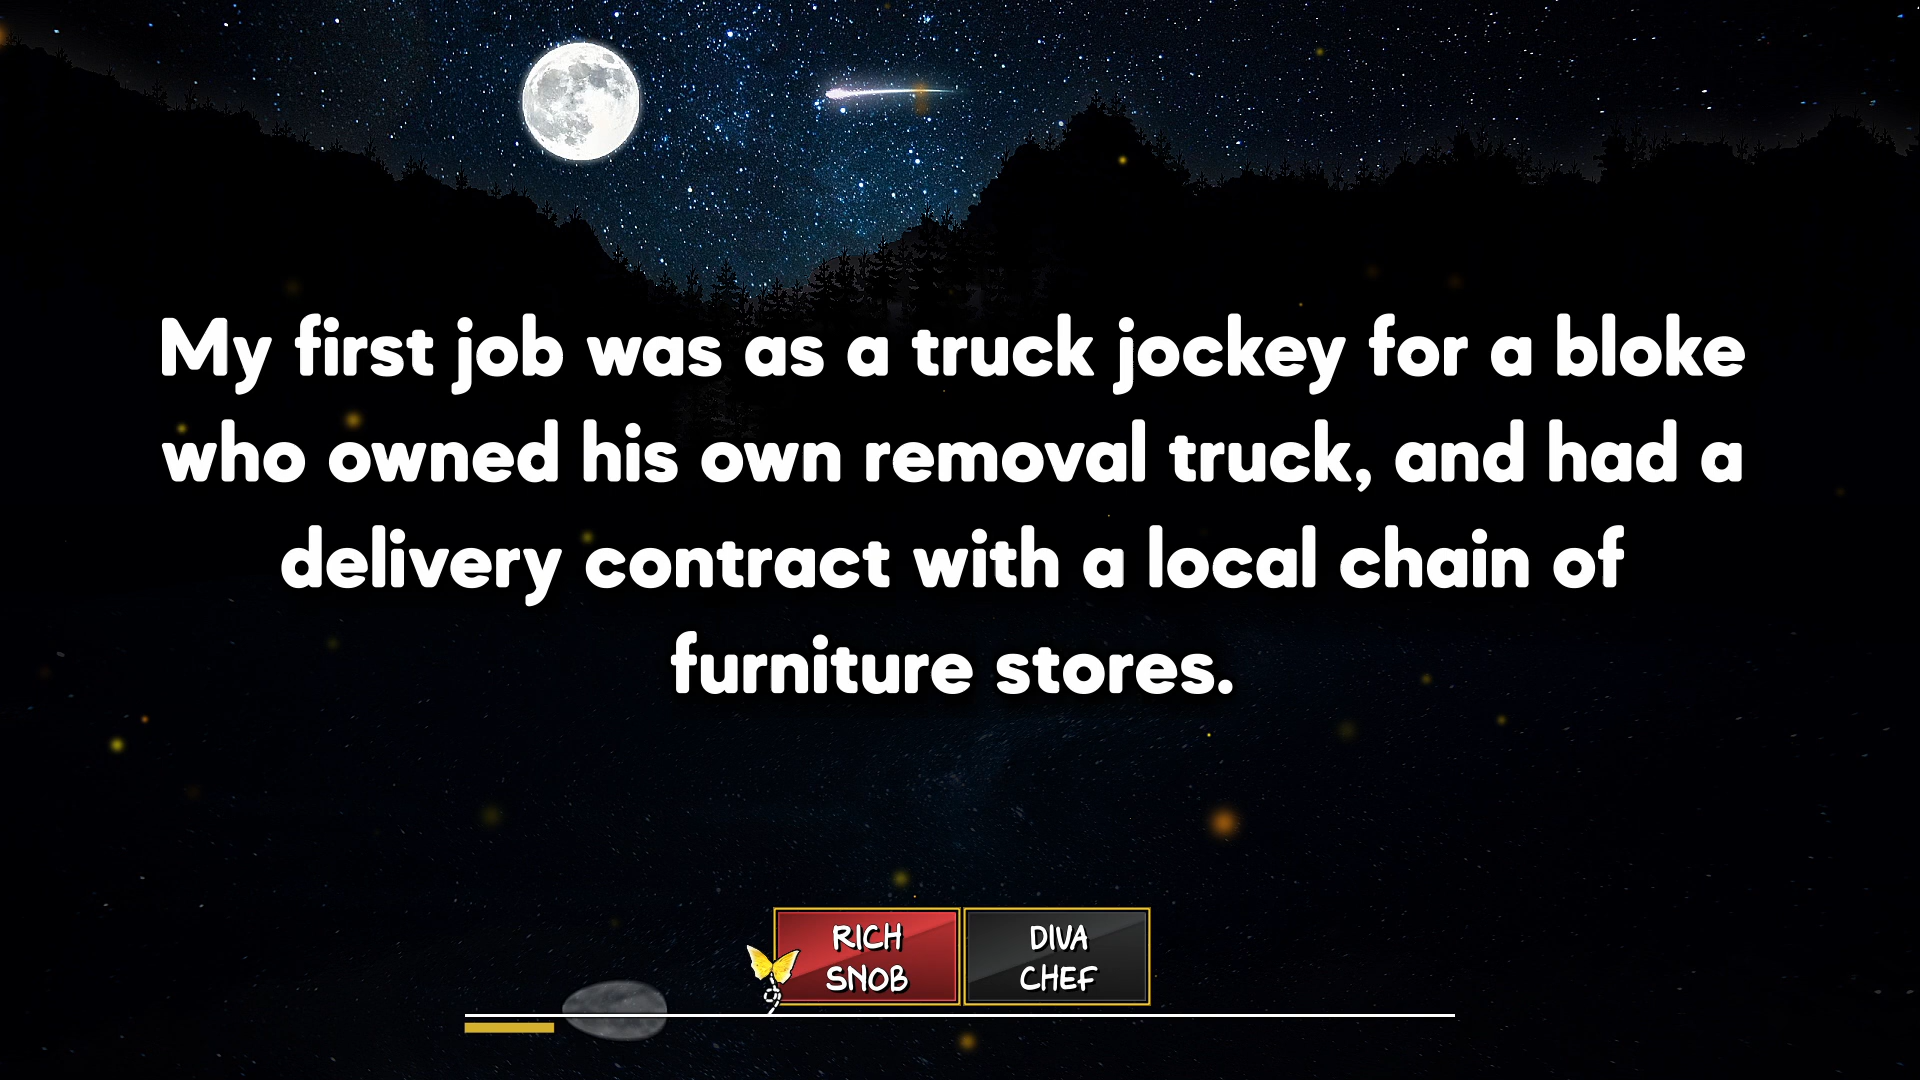 My first job was as a truck jockey for a bloke
who owned his own removal truck, and had a
delivery contract with a local chain of
furniture stores.
RICH
SNOB
DIVA
CHEF